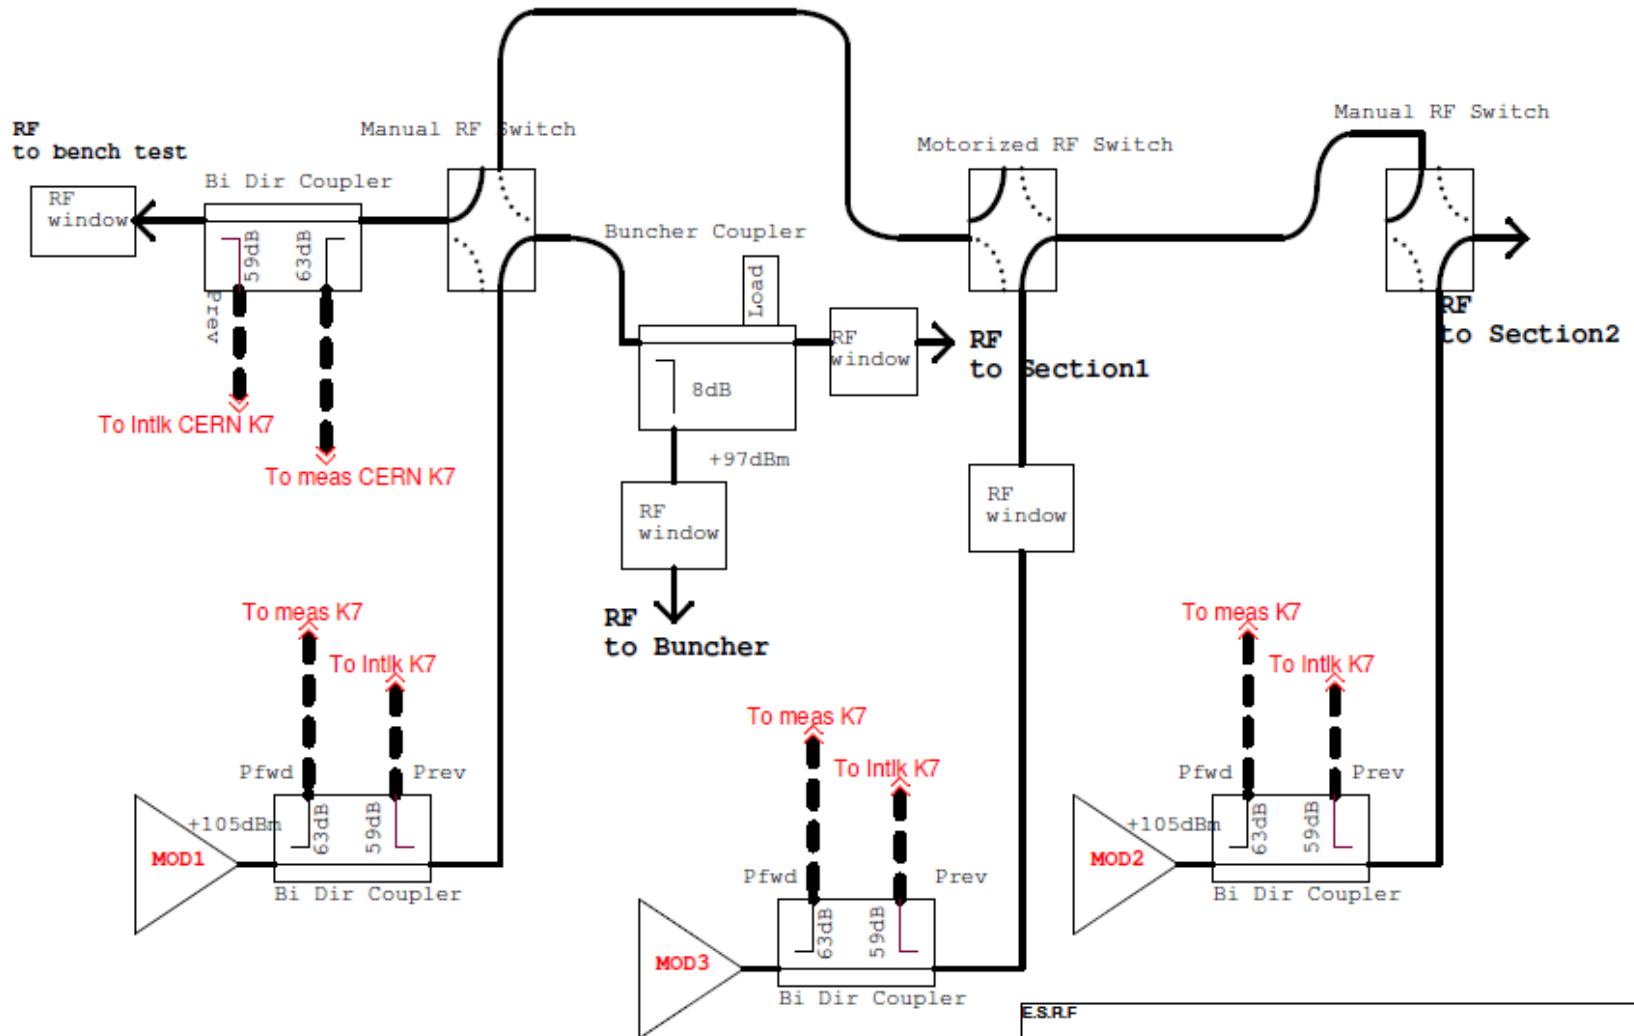 RF
to bench test
Manual RF Switch
Manual RF Switch
Motorized RF Switch
Bi Dir Coupler
RF
window
Buncher Coupler
59dB
63dB
Prev
Load
RF
window
RF
to Section1
RF
to Section2
8dB
To Intlk CERN K7
To meas CERN K7
+97dBm
RF
window
RF
window
RF
to Buncher
To meas K7
To Intlk K7
To meas K7
To Intlk K7
To meas K7
To Intlk K7
Pfwd
Prev
Pfwd
Prev
+105dBm
63dB
59dB
MOD1
Bi Dir Coupler
+105dBm
63dB
59dB
MOD2
Bi Dir Coupler
Pfwd
Prev
63dB
59dB
MOD3
Bi Dir Coupler
E.S.R.F